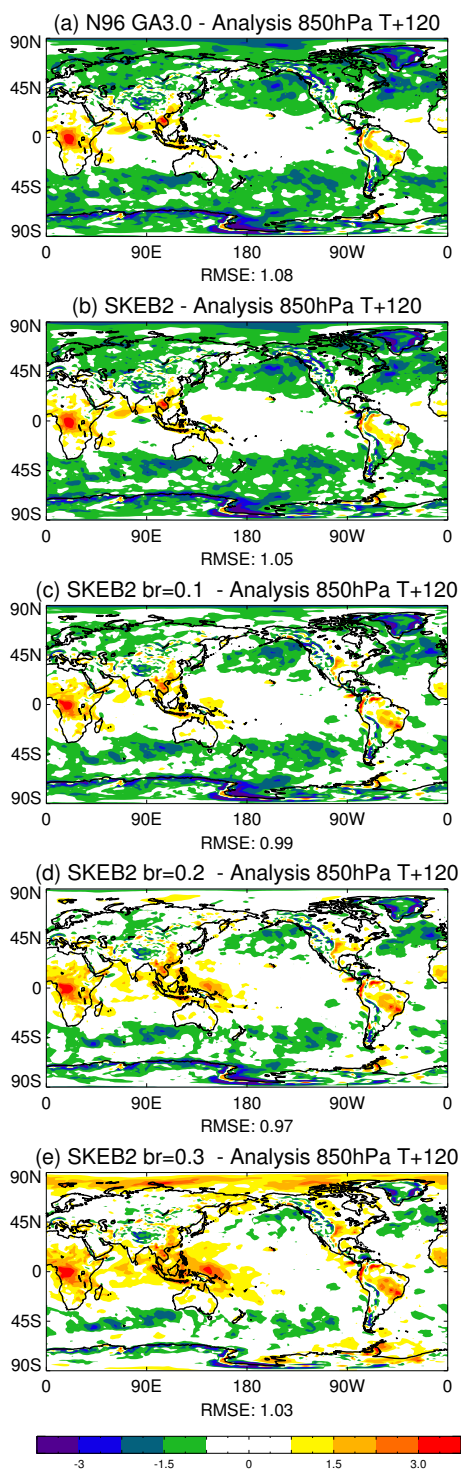 (a) N96 GA3.0 - Analysis 850hPa T+120
90N
45N
0
45S
90S
0 90E 180 90W 0
RMSE: 1.08
(b) SKEB2 - Analysis 850hPa T+120
90N
45N
0
45S
90S
0 90E 180 90W 0
RMSE: 1.05
(c) SKEB2 br=0.1 - Analysis 850hPa T+120
90N
45N
0
45S
90S
0 90E 180 90W 0
RMSE: 0.99
(d) SKEB2 br=0.2 - Analysis 850hPa T+120
90N
45N
0
45S
90S
0 90E 180 90W 0
RMSE: 0.97
(e) SKEB2 br=0.3 - Analysis 850hPa T+120
90N
45N
0
45S
90S
0 90E 180 90W 0
RMSE: 1.03
-3 -1.5 0 1.5 3.0